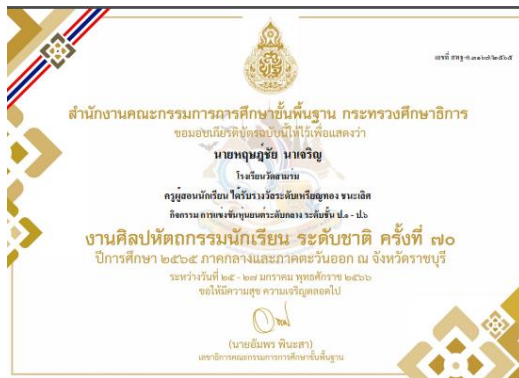 สำนักงานคณะกรรมการการศึกษาขั้นพื้นฐาน กระทรวงศึกษาธิการ
ขอมอบเกียรติบัตรฉบับนี้ให้ไว้เพื่อแสดงว่า
นายหฤษฎ์ชัย นาเจริญ
โรงเรียนวัดสามร่ม
ครูผู้สอนนักเรียน ได้รับรางวัลระดับเหรียญทอง ชนะเลิศ
กิจกรรม การแข่งขันหุ่นยนต์ระดับกลาง ระดับชั้น ป.๑ - ป.๖
งานศิลปหัตถกรรมนักเรียน ระดับชาติ ครั้งที่ ๗๐
ปีการศึกษา ๒๕๖๕ ภาคกลางและภาคตะวันออก ณ จังหวัดราชบุรี
ระหว่างวันที่ ๒๕ - ๒๗ มกราคม พุทธศักราช ๒๕๖๖
ขอให้มีความสุข ความเจริญตลอดไป
(นายอัมพร พินะสา)
เลขาธิการคณะกรรมการการศึกษาขั้นพื้นฐาน